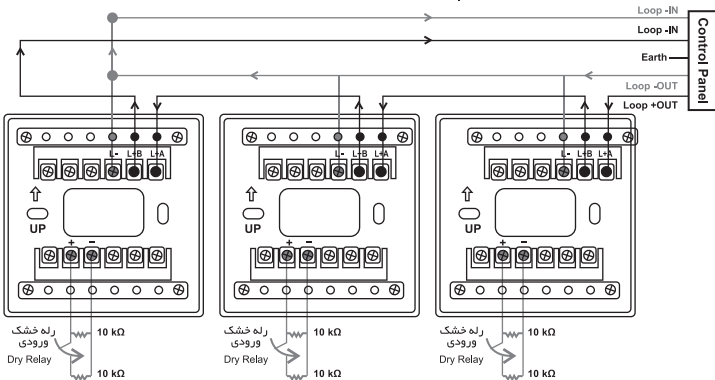 Loop -IN
Loop -IN
Earth
Loop -OUT
Loop +OUT
Control Panel
L- L+B L+A
L- L+B L+A
L- L+B L+A
UP
UP
UP
+ −
+ −
+ −
رله خشک
ورودی
Dry Relay
10 kΩ
10 kΩ
رله خشک
ورودی
Dry Relay
10 kΩ
10 kΩ
رله خشک
ورودی
Dry Relay
10 kΩ
10 kΩ